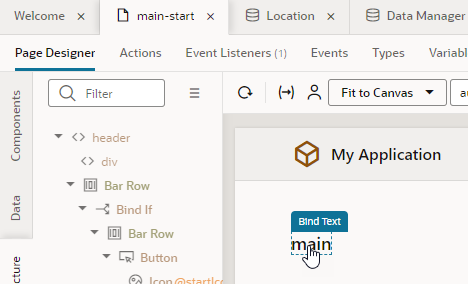 Welcome × main-start × Location × Data Manager
Page Designer Actions Event Listeners (1) Events Types Variabl
Components
Data
Filter
Fit to Canvas
header
div
Bar Row
Bind If
Bar Row
Button
Icon @startIc
My Application
Bind Text
main